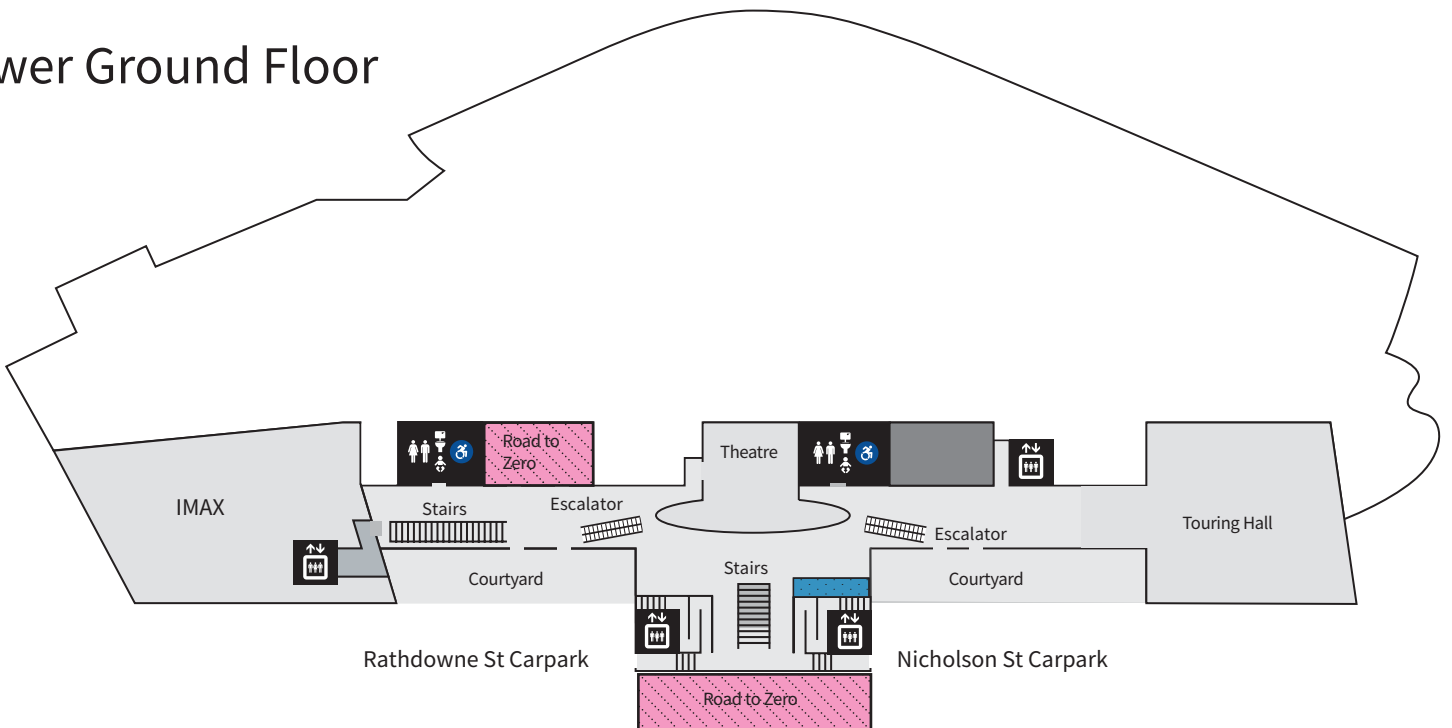 wer Ground Floor
Road to
Zero
Theatre
IMAX
Stairs
Escalator
Escalator
Touring Hall
Courtyard
Stairs
Courtyard
Rathdowne St Carpark
Nicholson St Carpark
Road to Zero